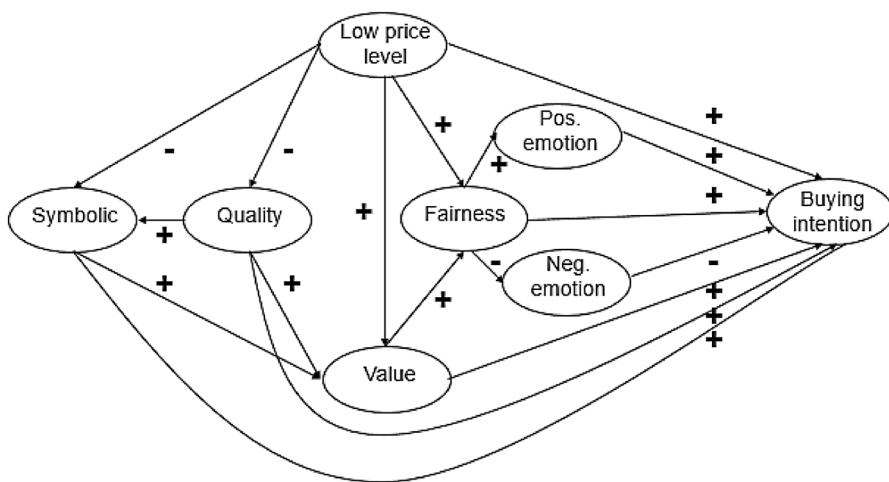 Low price
level
+
Pos.
emotion
+
-
-
+
+
+
Symbolic
Quality
+
Fairness
Buying
intention
+
-
Neg.
emotion
-
+
+
+
+
+
+
Value